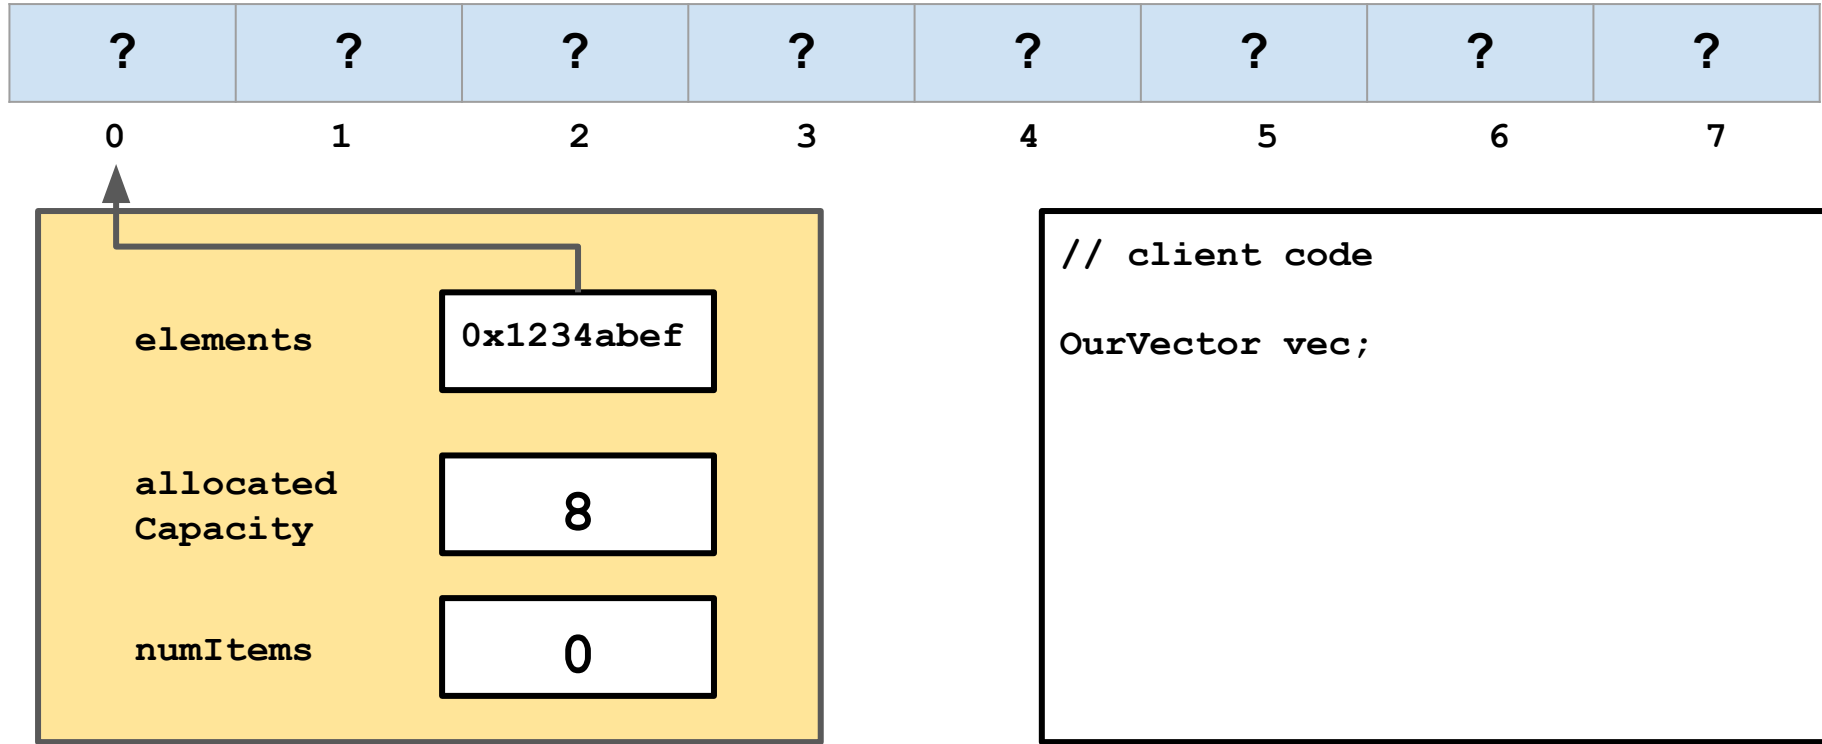 ? ? ? ? ? ? ? ?
0 1 2 3 4 5 6 7
elements 0x1234abef
allocated
Capacity 8
numItems 0
// client code
OurVector vec;